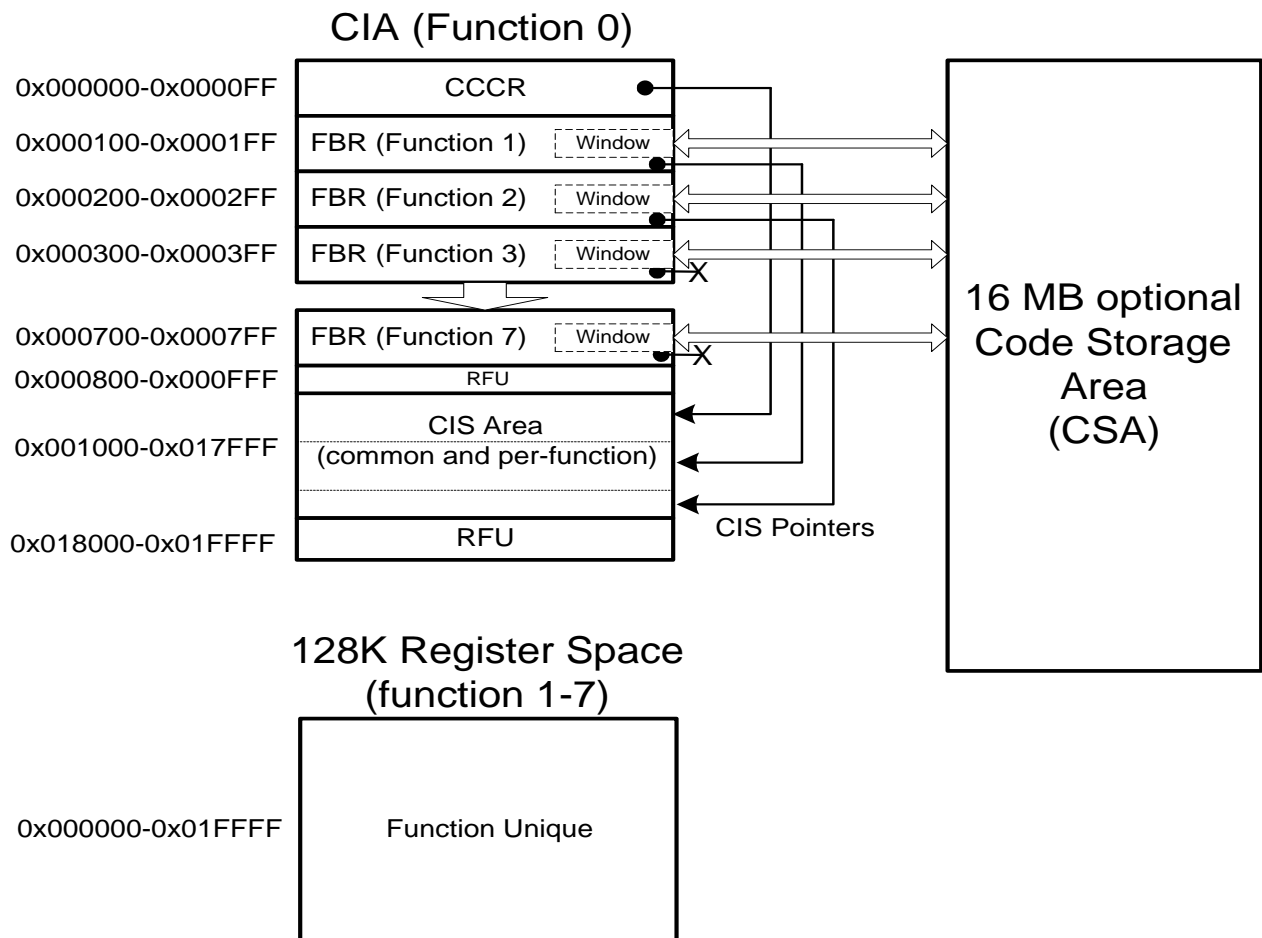 CIA (Function 0)
0x000000-0x0000FF
CCCR
0x000100-0x0001FF
FBR (Function 1)
Window
0x000200-0x0002FF
FBR (Function 2)
Window
0x000300-0x0003FF
FBR (Function 3)
Window
X
0x000700-0x0007FF
FBR (Function 7)
Window
X
0x000800-0x000FFF
RFU
0x001000-0x017FFF
CIS Area
(common and per-function)
0x018000-0x01FFFF
RFU
CIS Pointers
16 MB optional
Code Storage
Area
(CSA)
128K Register Space
(function 1-7)
0x000000-0x01FFFF
Function Unique